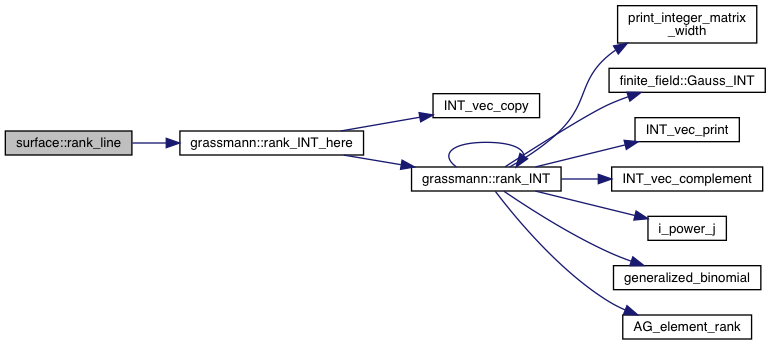 surface::rank_line
grassmann::rank_INT_here
INT_vec_copy
grassmann::rank_INT
print_integer_matrix
_width
finite_field::Gauss_INT
INT_vec_print
INT_vec_complement
i_power_j
generalized_binomial
AG_element_rank